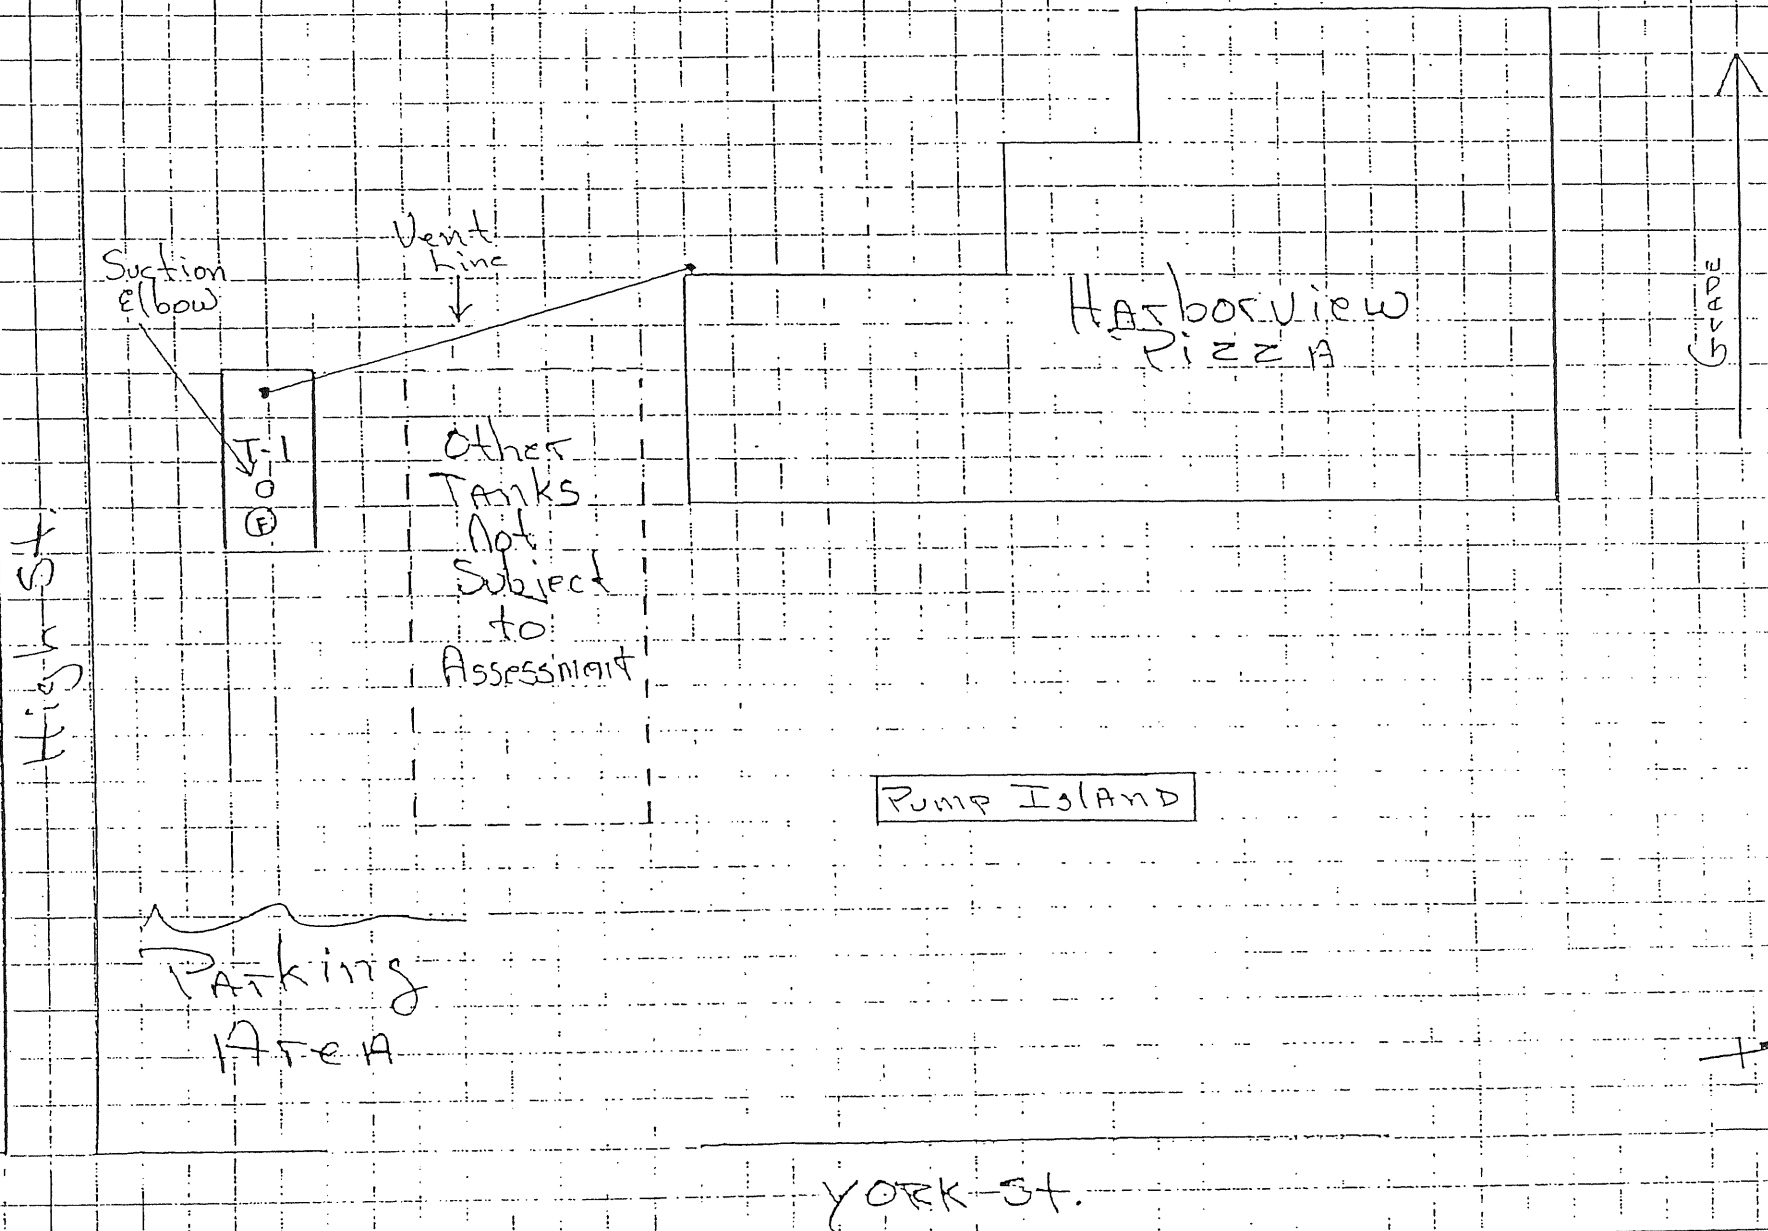 Vent
Line
Suction
Elbow
Harborview
Pizza
GRADE
T-1
O
F
Other
Tanks
Not
Subject
to
Assessment
High St.
Pump Island
Parking
Area
York St.